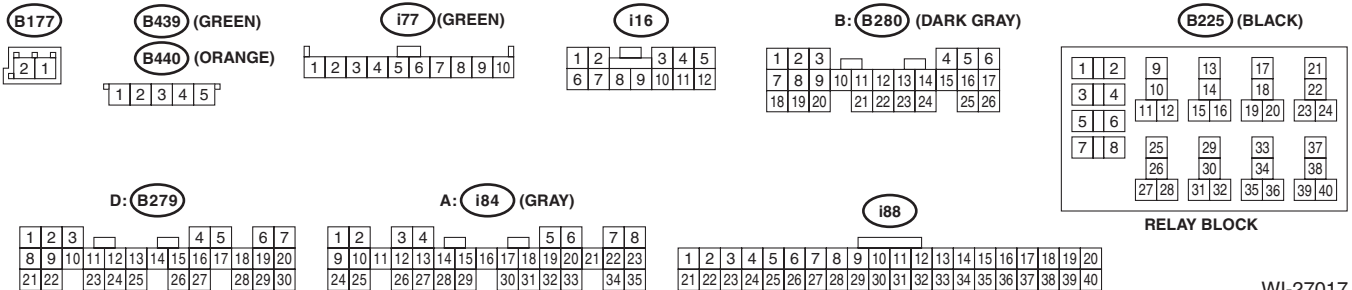 B177
B439 (GREEN)
i77 (GREEN)
i16
B: B280 (DARK GRAY)
B225 (BLACK)
B440 (ORANGE)
2 1
1 2 3 4 5
1 2 3 4 5 6 7 8 9 10
1 2 3 4 5
6 7 8 9 10 11 12
1 2 3 4 5 6
7 8 9 10 11 12 13 14 15 16 17
18 19 20 21 22 23 24 25 26
1 2 9 13 17 21
3 4 10 14 18 22
11 12 15 16 19 20 23 24
5 6
7 8 25 29 33 37
26 30 34 38
27 28 31 32 35 36 39 40
RELAY BLOCK
D: B279
1 2 3 4 5 6 7
8 9 10 11 12 13 14 15 16 17 18 19 20
21 22 23 24 25 26 27 28 29 30
A: i84 (GRAY)
1 2 3 4 5 6 7 8
9 10 11 12 13 14 15 16 17 18 19 20 21 22 23
24 25 26 27 28 29 30 31 32 33 34 35
i88
1 2 3 4 5 6 7 8 9 10 11 12 13 14 15 16 17 18 19 20
21 22 23 24 25 26 27 28 29 30 31 32 33 34 35 36 37 38 39 40
WI-27017